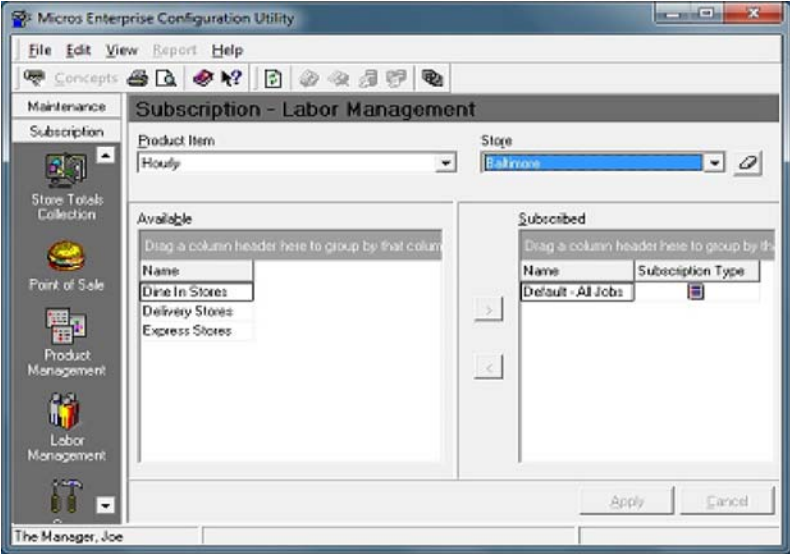 Micros Enterprise Configuration Utility
File Edit View Report Help
Concepts
Maintenance
Subscription
Store Totals
Collection
Point of Sale
Product
Management
Labor
Management
Subscription - Labor Management
Product Item
Hourly
Store
Baltimore
Available
Drag a column header here to group by that colum
Name
Dine In Stores
Delivery Stores
Express Stores
>
<
Subscribed
Drag a column header here to group by th
Name Subscription Type
Default - All Jobs
Apply Cancel
The Manager, Joe